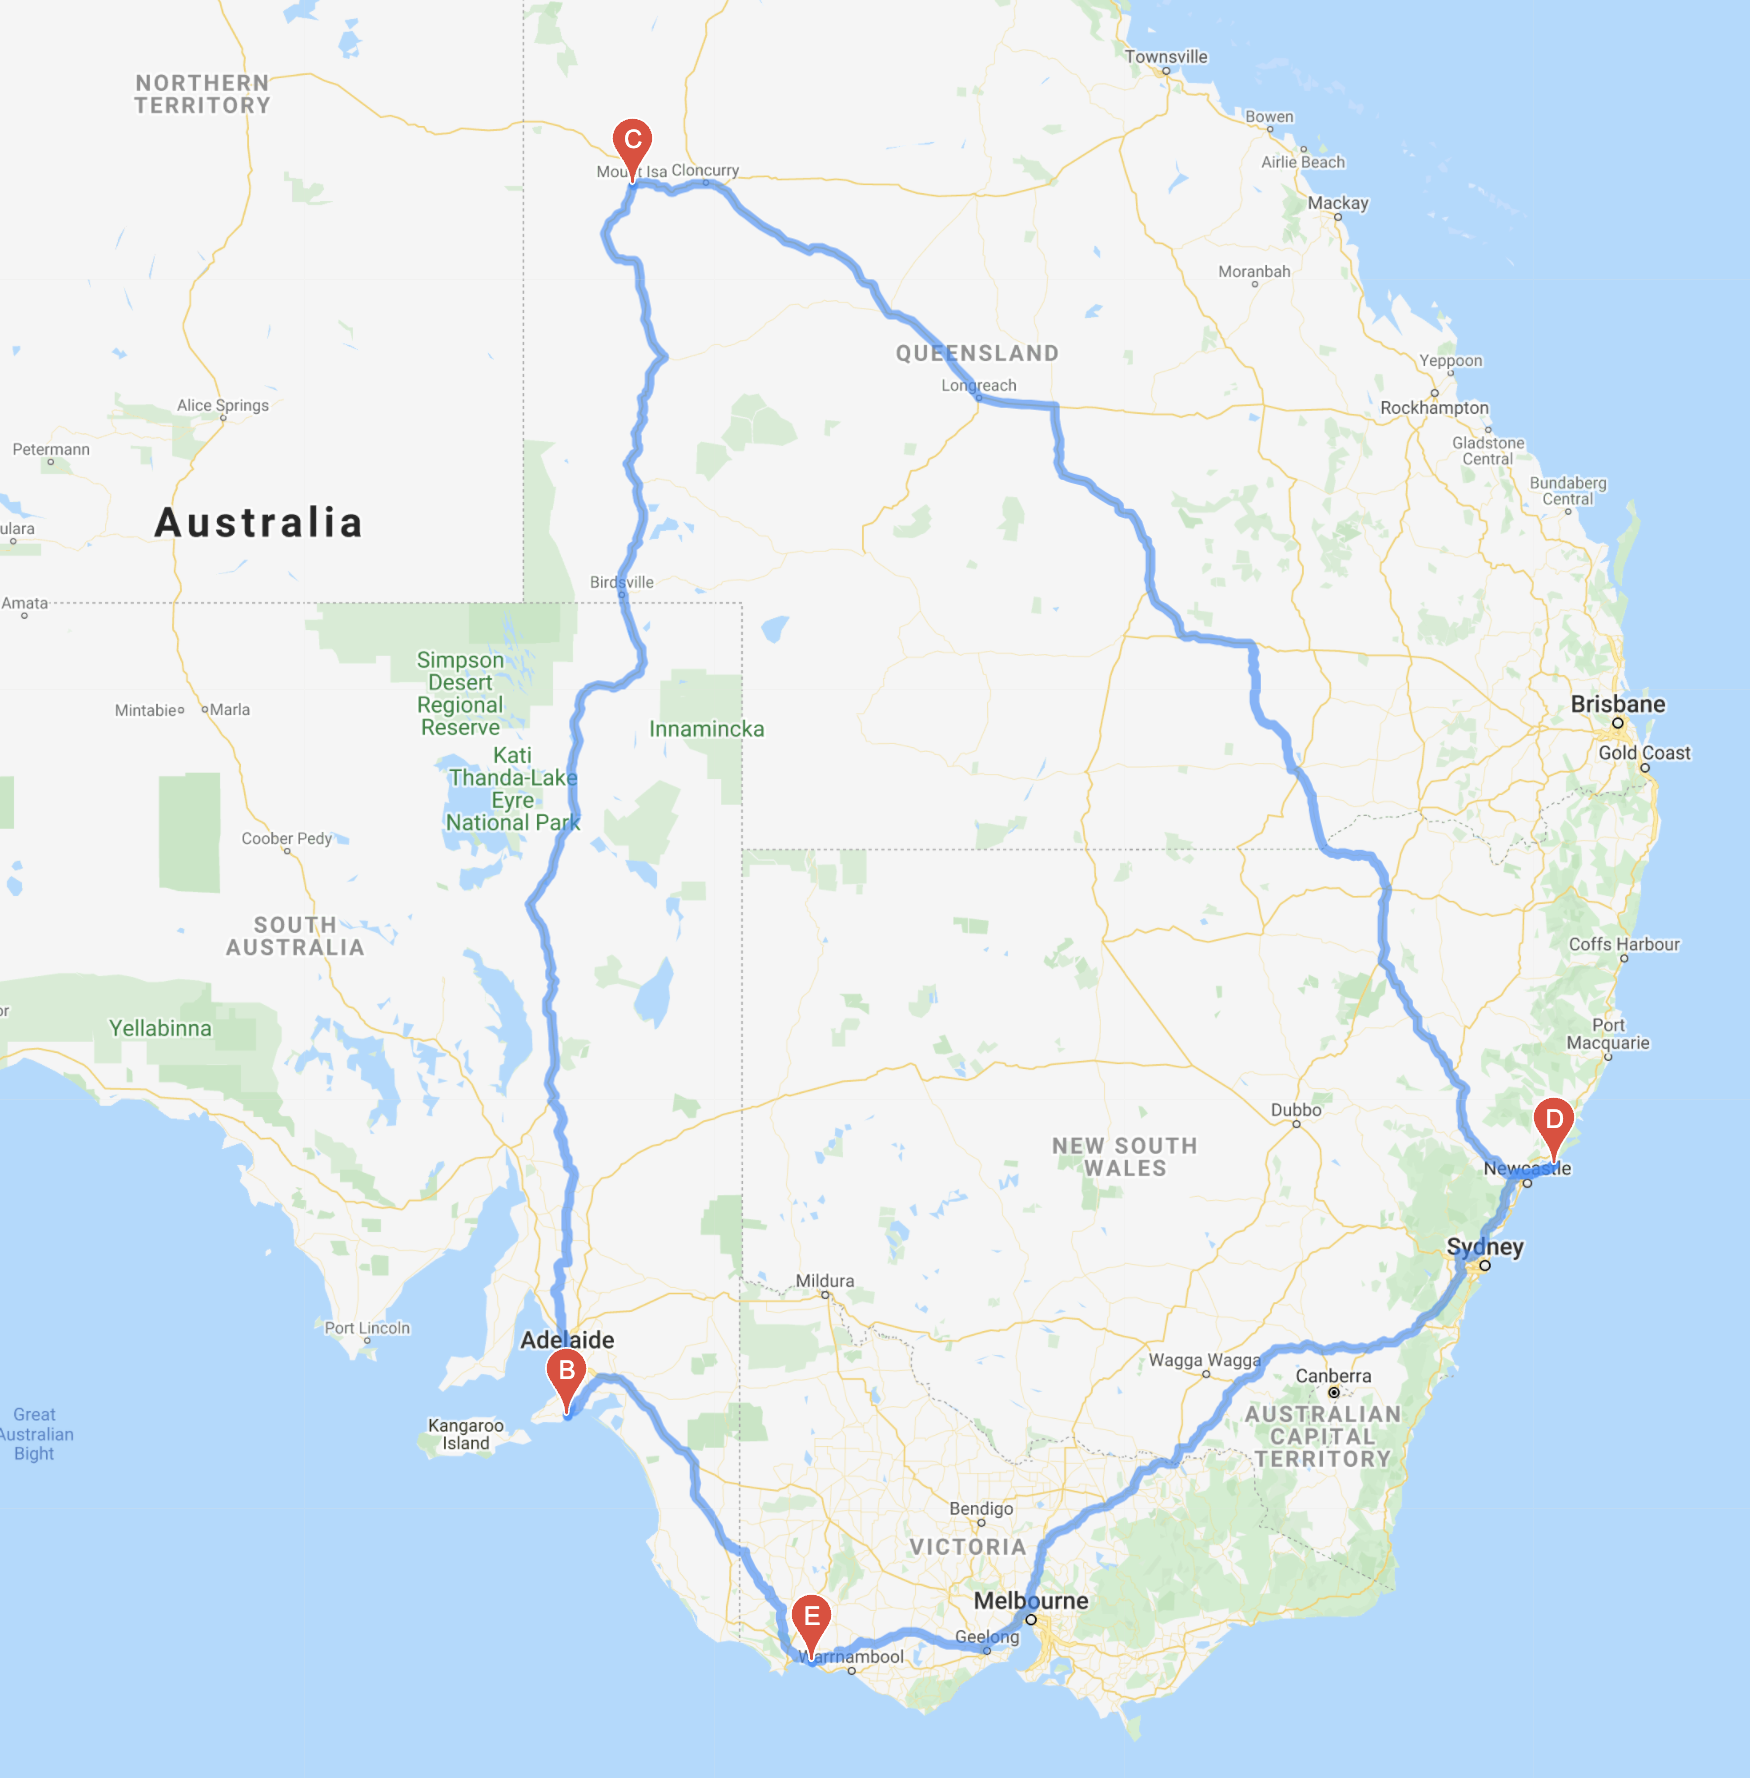 Townsville
NORTHERN
TERRITORY
Bowen
C
Airlie Beach
Mount Isa
Cloncurry
Mackay
Moranbah
QUEENSLAND
Yeppoon
Longreach
Alice Springs
Rockhampton
Petermann
Gladstone
Central
Bundaberg
Central
Australia
ulara
Birdsville
Amata
Simpson
Desert
Regional
Reserve
Brisbane
Mintabie
Marla
Innamincka
Gold Coast
Kati
Thanda-Lake
Eyre
National Park
Coober Pedy
SOUTH
AUSTRALIA
Coffs Harbour
or
Yellabinna
Port
Macquarie
Dubbo
D
NEW SOUTH
WALES
Newcastle
Sydney
Mildura
Port Lincoln
Adelaide
B
Wagga Wagga
Canberra
Great
Australian
Bight
Kangaroo
Island
AUSTRALIAN
CAPITAL
TERRITORY
Bendigo
VICTORIA
Melbourne
E
Geelong
Warrnambool